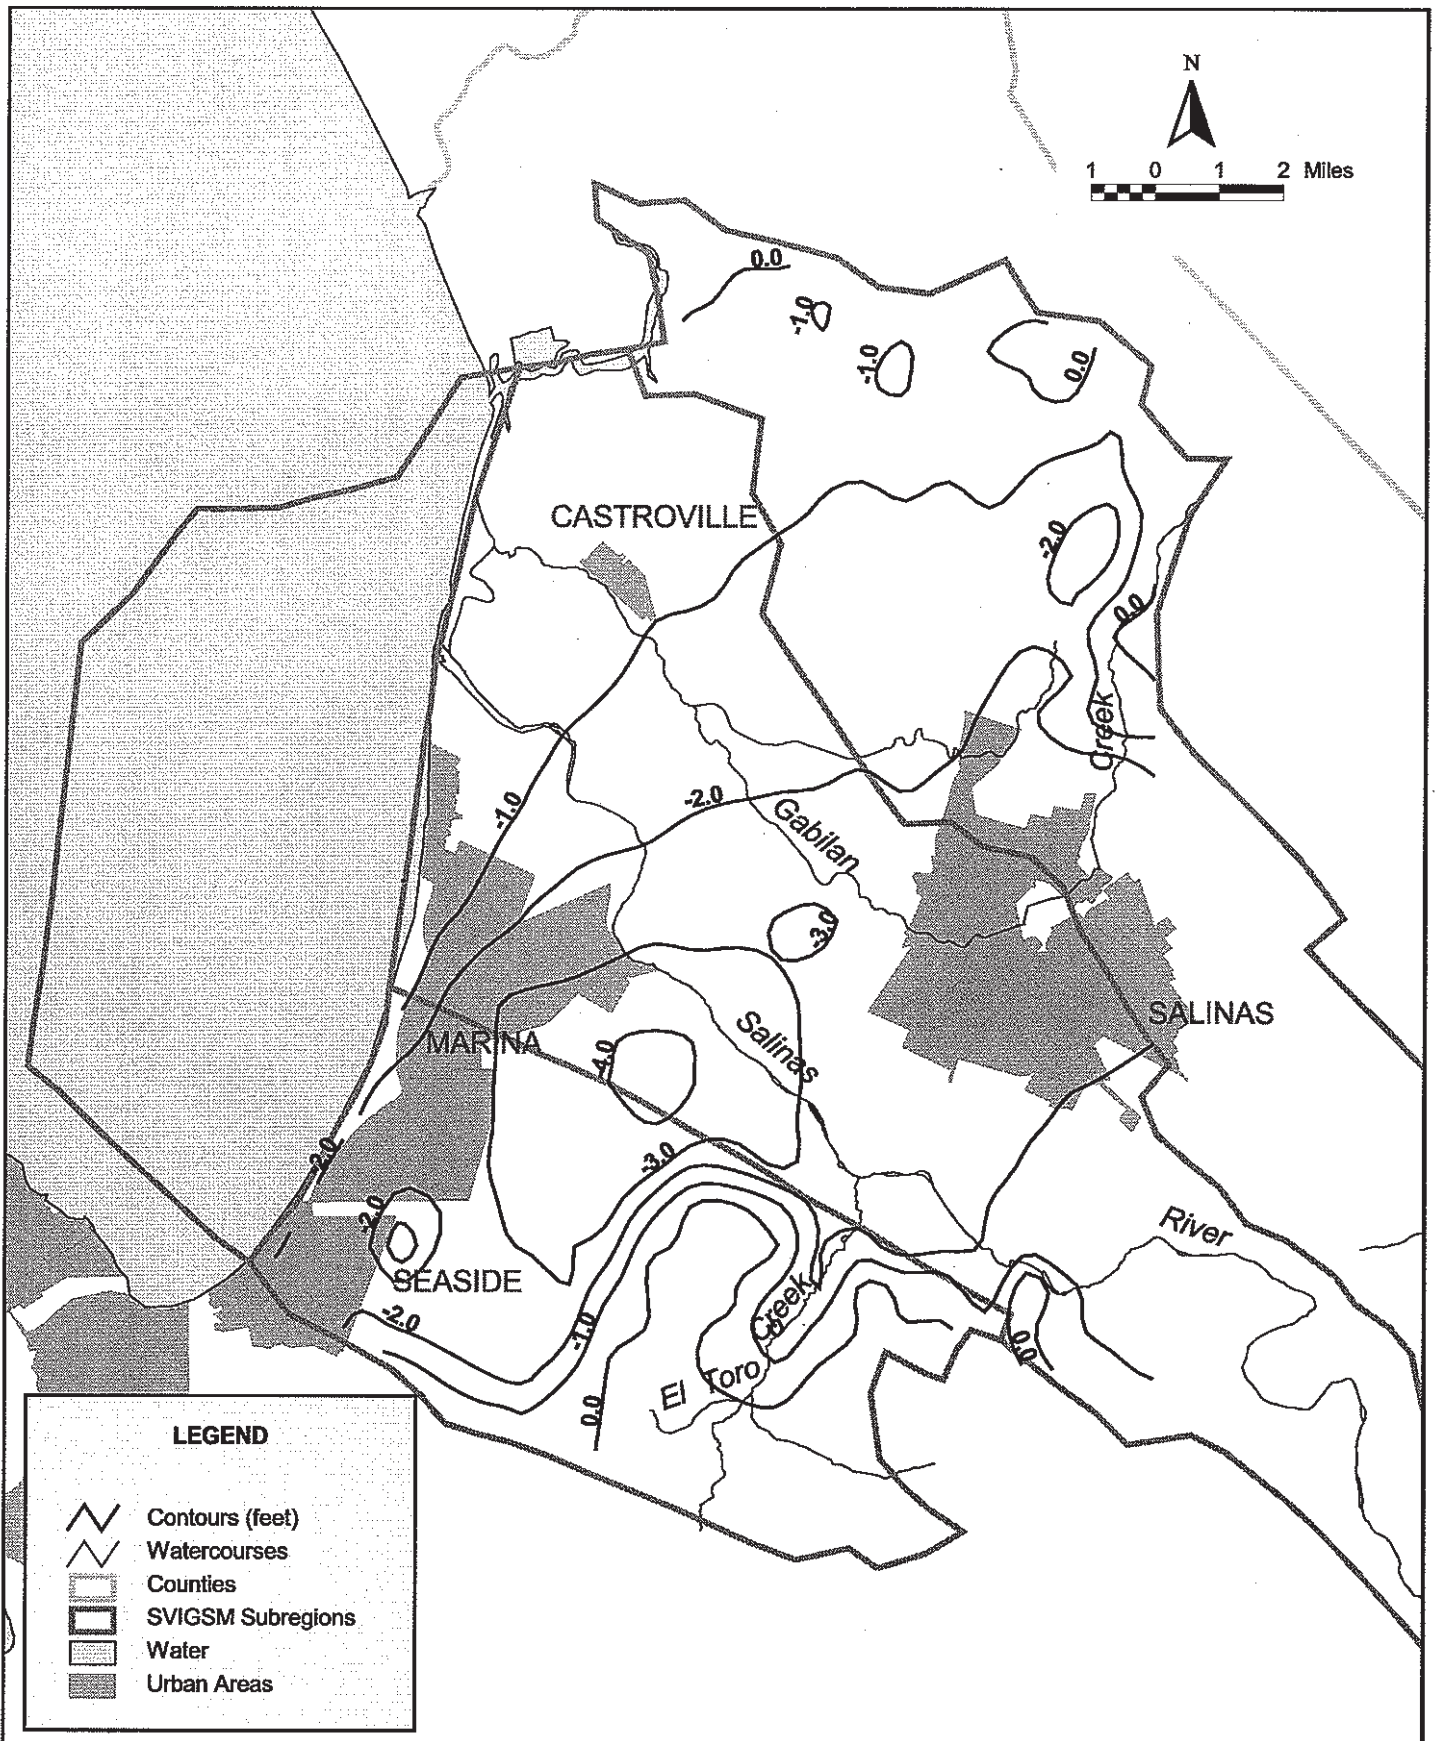 N
1 0 1 2 Miles
0.0
-1.0
-1.0
0.0
CASTROVILLE
-2.0
0.0
Creek
-1.0
-2.0
Gabilan
-3.0
SALINAS
MARINA
-4.0
Salinas
-2.0
-3.0
-2.0
River
SEASIDE
-2.0
-1.0
Creek
0.0
El Toro
0.0
LEGEND
Contours (feet)
Watercourses
Counties
SVIGSM Subregions
Water
Urban Areas